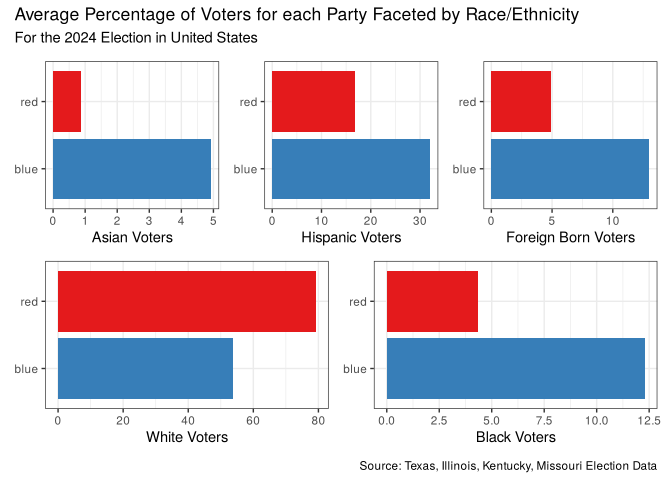 Average Percentage of Voters for each Party Faceted by Race/Ethnicity
For the 2024 Election in United States
red
blue
0 1 2 3 4 5
Asian Voters
red
blue
0 10 20 30
Hispanic Voters
red
blue
0 5 10
Foreign Born Voters
red
blue
0 20 40 60 80
White Voters
red
blue
0.0 2.5 5.0 7.5 10.0 12.5
Black Voters
Source: Texas, Illinois, Kentucky, Missouri Election Data